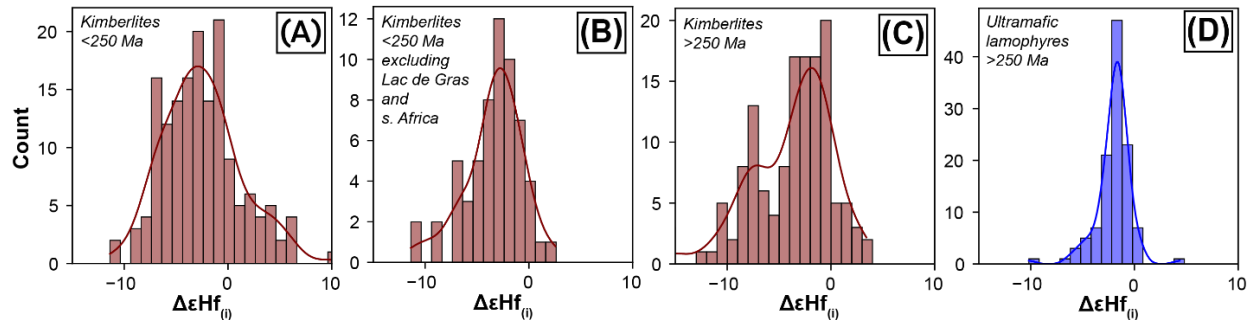 Kimberlites
<250 Ma
(A)
Count
20
15
10
5
0
−10
0
10
ΔεHf(i)
Kimberlites
<250 Ma
excluding
Lac de Gras
and
s. Africa
(B)
12
10
8
6
4
2
0
−10
0
10
ΔεHf(i)
Kimberlites
>250 Ma
(C)
20
15
10
5
0
−10
0
10
ΔεHf(i)
Ultramafic
lamophyres
>250 Ma
(D)
40
30
20
10
0
−10
0
10
ΔεHf(i)